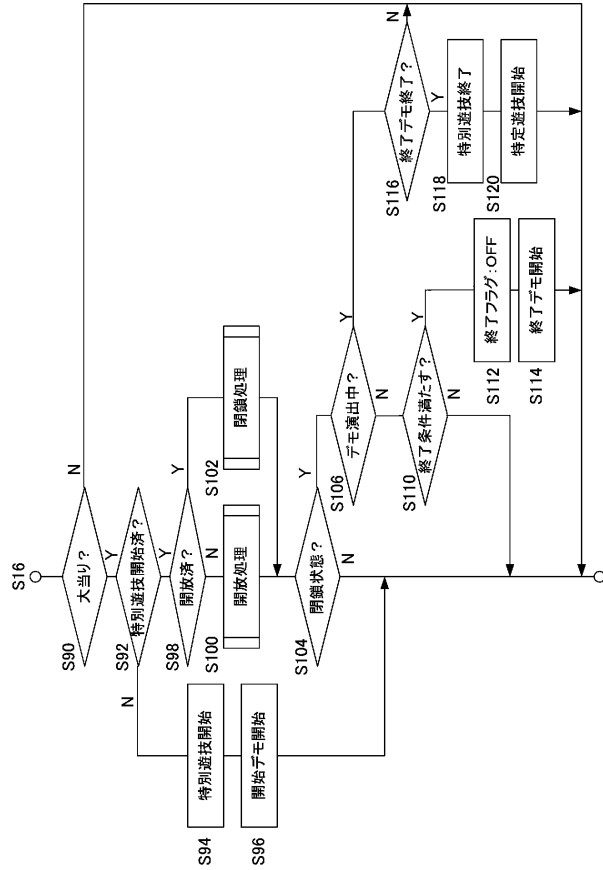 S16
S90
大当り？
N
Y
S92
特別遊技開始済？
N
Y
S94
特別遊技開始
S96
開始デモ開始
S98
開放済？
Y
N
S100
開放処理
S102
閉鎖処理
S104
閉鎖状態？
Y
N
S106
デモ演出中？
Y
N
S110
終了条件満たす？
Y
N
S112
終了フラグ：OFF
S114
終了デモ開始
S116
終了デモ終了？
N
Y
S118
特別遊技終了
S120
特定遊技開始